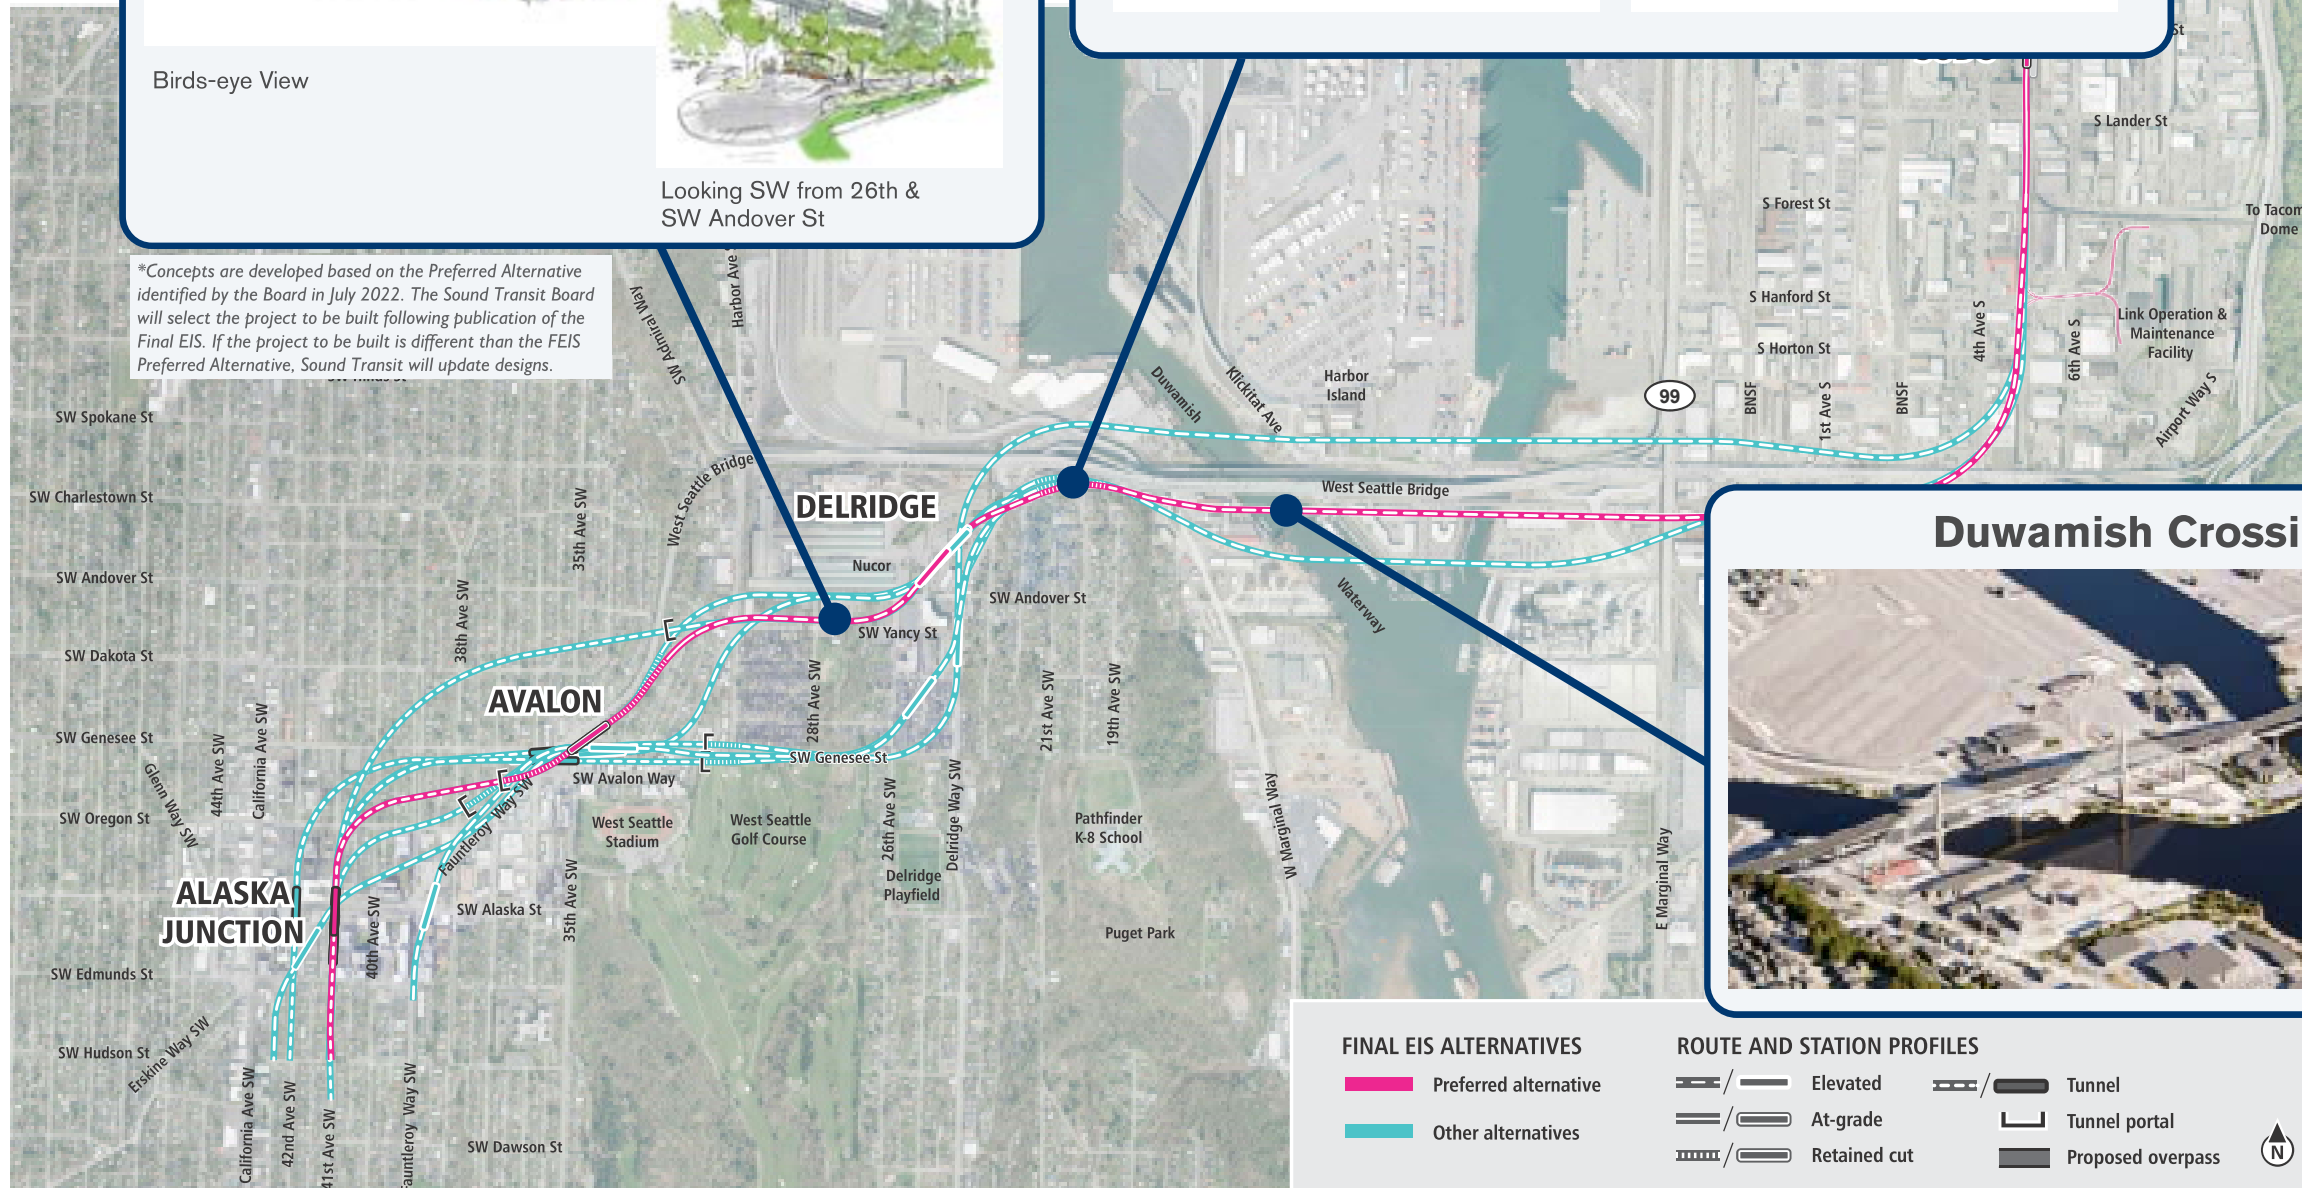 Birds-eye View
Looking SW from 26th &
SW Andover St
*Concepts are developed based on the Preferred Alternative
identified by the Board in July 2022. The Sound Transit Board
will select the project to be built following publication of the
Final EIS. If the project to be built is different than the FEIS
Preferred Alternative, Sound Transit will update designs.
S Lander St
S Forest St
To Tacom
Dome
S Hanford St
S Horton St
4th Ave S
6th Ave S
Link Operation &
Maintenance
Facility
Airport Way S
BNSF
1st Ave S
BNSF
99
Harbor
Island
Klickitat Ave
Duwamish
Waterway
Harbor Ave
SW Admiral Way
West Seattle Bridge
West Seattle Bridge
SW Spokane St
SW Charlestown St
SW Andover St
SW Dakota St
SW Genesee St
SW Oregon St
SW Edmunds St
SW Hudson St
35th Ave SW
38th Ave SW
DELRIDGE
Nucor
SW Andover St
SW Yancy St
AVALON
28th Ave SW
21st Ave SW
19th Ave SW
SW Genesee St
SW Avalon Way
Fauntleroy Way SW
44th Ave SW
California Ave SW
Glenn Way SW
West Seattle
Stadium
West Seattle
Golf Course
26th Ave SW
Delridge Way SW
Delridge
Playfield
Pathfinder
K-8 School
Puget Park
W Marginal Way
E Marginal Way
ALASKA
JUNCTION
40th Ave SW
SW Alaska St
35th Ave SW
Erskine Way SW
California Ave SW
42nd Ave SW
41st Ave SW
Fauntleroy Way SW
SW Dawson St
Duwamish Crossi
FINAL EIS ALTERNATIVES
Preferred alternative
Other alternatives
ROUTE AND STATION PROFILES
Elevated
At-grade
Retained cut
Tunnel
Tunnel portal
Proposed overpass
N